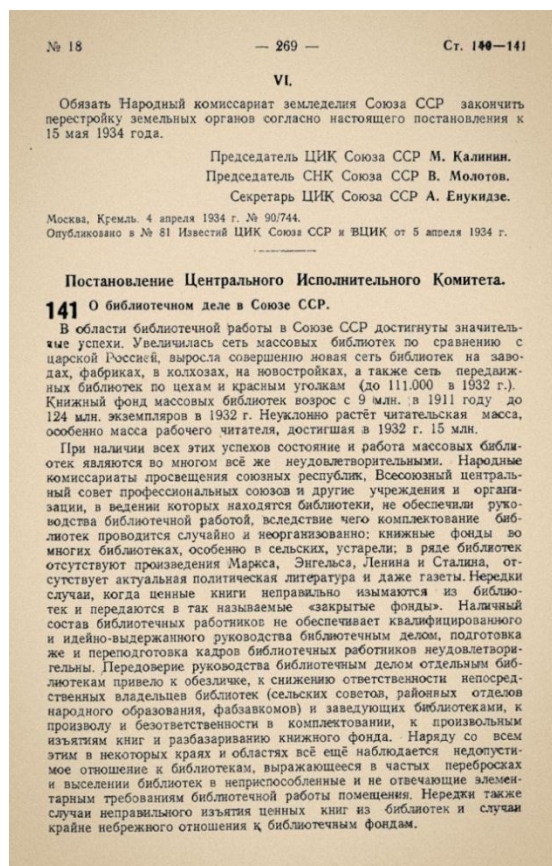 № 18 — 269 — Ст. 140—141
VI.
Обязать Народный комиссариат земледелия Союза ССР закончить
перестройку земельных органов согласно настоящего постановления к
15 мая 1934 года.
Председатель ЦИК Союза ССР М. Калинин.
Председатель СНК Союза ССР В. Молотов.
Секретарь ЦИК Союза ССР А. Енукидзе.
Москва, Кремль. 4 апреля 1934 г. № 90/744.
Опубликовано в № 81 Известий ЦИК Союза ССР и ВЦИК от 5 апреля 1934 г.
Постановление Центрального Исполнительного Комитета.
141 О библиотечном деле в Союзе ССР.
В области библиотечной работы в Союзе ССР достигнуты значитель-
ные успехи. Увеличилась сеть массовых библиотек по сравнению с
царской Россией, выросла совершенно новая сеть библиотек на заво-
дах, фабриках, в колхозах, на новостройках, а также сеть передвиж-
ных библиотек по цехам и красным уголкам (до 111.000 в 1932 г.).
Книжный фонд массовых библиотек возрос с 9 млн. в 1911 году до
124 млн. экземпляров в 1932 г. Неуклонно растёт читательская масса,
особенно масса рабочего читателя, достигшая в 1932 г. 15 млн.
При наличии всех этих успехов состояние и работа массовых библи-
отек являются во многом всё же неудовлетворительными. Народные
комиссариаты просвещения союзных республик, Всесоюзный централь-
ный совет профессиональных союзов и другие учреждения и органи-
зации, в ведении которых находятся библиотеки, не обеспечили руко-
водства библиотечной работой, вследствие чего комплектование биб-
лиотек проводится случайно и неорганизованно; книжные фонды во
многих библиотеках, особенно в сельских, устарели; в ряде библиотек
отсутствуют произведения Маркса, Энгельса, Ленина и Сталина, от-
сутствует актуальная политическая литература и даже газеты. Нередки
случаи, когда ценные книги неправильно изымаются из библио-
тек и передаются в так называемые «закрытые фонды». Наличный
состав библиотечных работников не обеспечивает квалифицированного
и идейно-выдержанного руководства библиотечным делом, подготовка
же и переподготовка кадров библиотечных работников неудовлетвори-
тельны. Передоверие руководства библиотечным делом отдельным биб-
лиотекам привело к обезличке, к снижению ответственности непосред-
ственных владельцев библиотек (сельских советов, районных отделов
народного образования, фабзавкомов) и заведующих библиотеками, к
произволу и безответственности в комплектовании, к произвольным
изъятиям книг и разбазариванию книжного фонда. Наряду со всем
этим в некоторых краях и областях всё ещё наблюдается недопусти-
мое отношение к библиотекам, выражающееся в частых перебросках
и выселении библиотек в неприспособленные и не отвечающие элемен-
тарным требованиям библиотечной работы помещения. Нередки также
случаи неправильного изъятия ценных книг из библиотек и случаи
крайне небрежного отношения к библиотечным фондам.